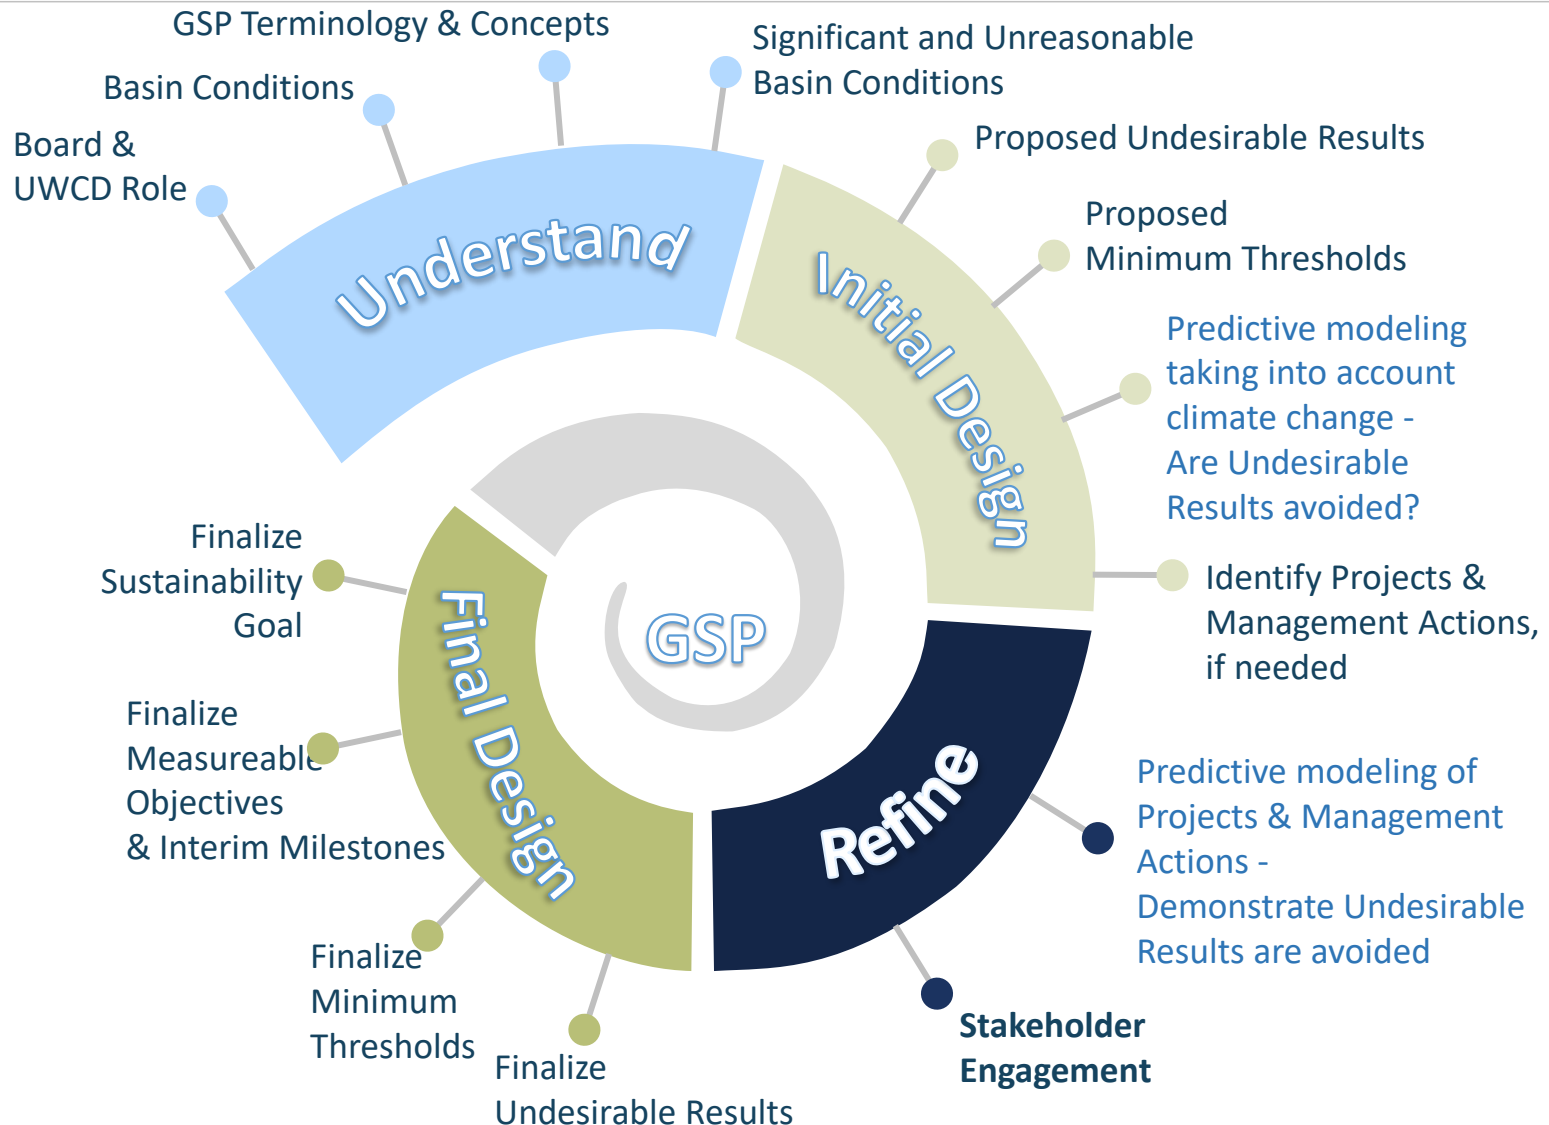 GSP Terminology & Concepts
Significant and Unreasonable
Basin Conditions
Basin Conditions
Board &
UWCD Role
Understand
Proposed Undesirable Results
Proposed
Minimum Thresholds
Predictive modeling
taking into account
climate change -
Are Undesirable
Results avoided?
Identify Projects &
Management Actions,
if needed
Initial Design
Predictive modeling of
Projects & Management
Actions -
Demonstrate Undesirable
Results are avoided
Stakeholder
Engagement
Refine
Finalize
Undesirable Results
Finalize
Minimum
Thresholds
Finalize
Measureable
Objectives
& Interim Milestones
Finalize
Sustainability
Goal
Final Design
GSP